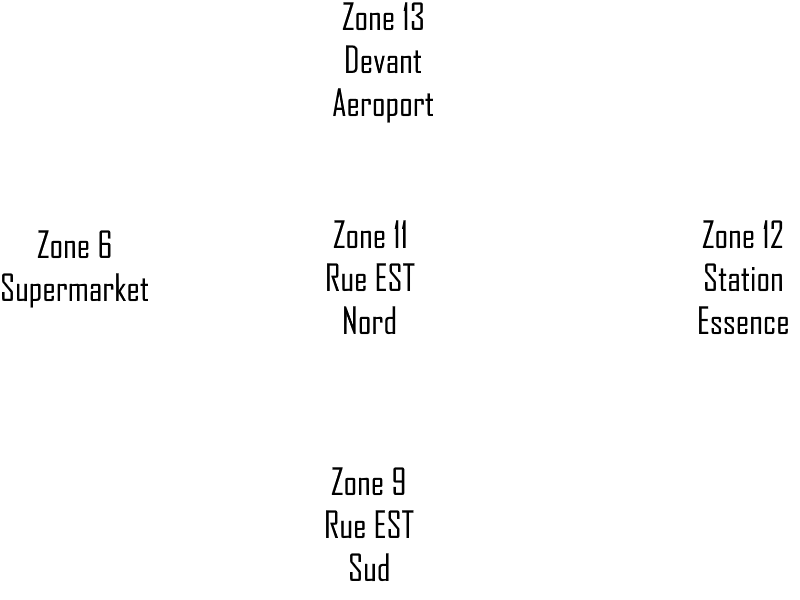 Zone 13
Devant
Aeroport
Zone 6
Supermarket
Zone 11
Rue EST
Nord
Zone 12
Station
Essence
Zone 9
Rue EST
Sud